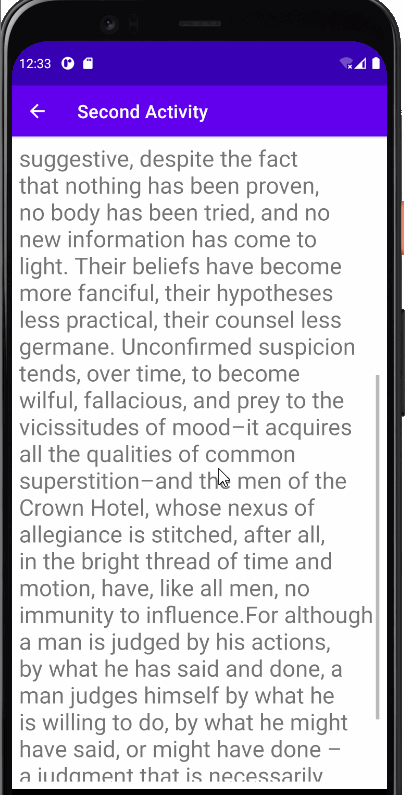 12:33
Second Activity
suggestive, despite the fact
that nothing has been proven,
no body has been tried, and no
new information has come to
light. Their beliefs have become
more fanciful, their hypotheses
less practical, their counsel less
germane. Unconfirmed suspicion
tends, over time, to become
wilful, fallacious, and prey to the
vicissitudes of mood–it acquires
all the qualities of common
superstition–and the men of the
Crown Hotel, whose nexus of
allegiance is stitched, after all,
in the bright thread of time and
motion, have, like all men, no
immunity to influence.For although
a man is judged by his actions,
by what he has said and done, a
man judges himself by what he
is willing to do, by what he might
have said, or might have done –
a judgment that is necessarily